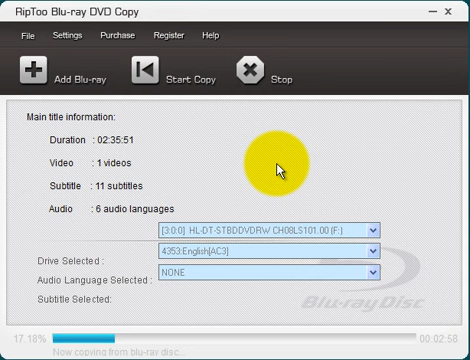 RipToo Blu-ray DVD Copy
File Settings Purchase Register Help
Add Blu-ray Start Copy Stop
Main title information:
Duration : 02:35:51
Video : 1 videos
Subtitle : 11 subtitles
Audio : 6 audio languages
[3:0:0] HL-DT-STBDDVDRW CH08LS101.00 (F:)
Drive Selected :
4353:English[AC3]
Audio Language Selected :
NONE
Subtitle Selected:
Blu-ray Disc
17.18% 00:02:58
Now copying from blu-ray disc...